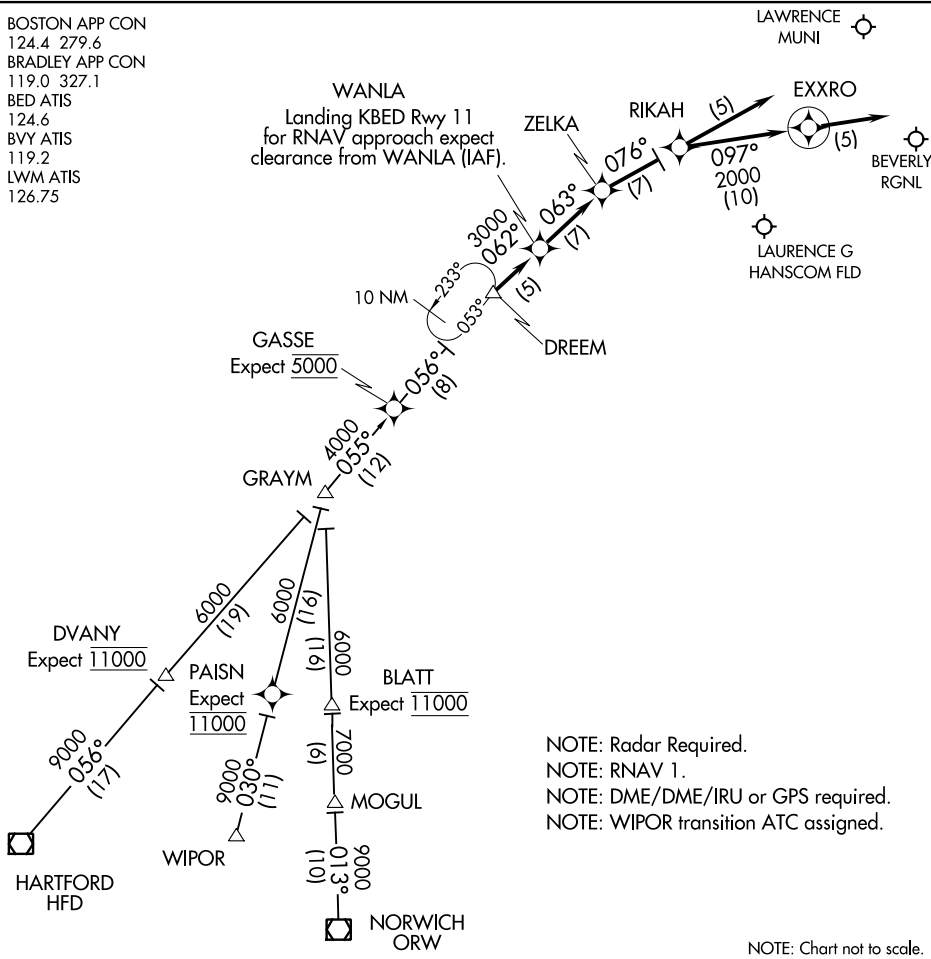 BOSTON APP CON
124.4 279.6
BRADLEY APP CON
119.0 327.1
BED ATIS
124.6
BVY ATIS
119.2
LWM ATIS
126.75
LAWRENCE
MUNI
WANLA
Landing KBED Rwy 11
for RNAV approach expect
clearance from WANLA (IAF).
ZELKA
RIKAH
EXXRO
(5)
(5)
BEVERLY
RGNL
076°
(7)
097°
2000
(10)
063°
(7)
LAURENCE G
HANSCOM FLD
3000
062°
(5)
233°
053°
10 NM
DREEM
GASSE
Expect 5000
056°
(8)
4000
055°
(12)
GRAYM
6000
(19)
6000
(16)
6000
(16)
DVANY
Expect 11000
PAISN
Expect
11000
BLATT
Expect 11000
9000
056°
(17)
9000
030°
(11)
7000
(6)
MOGUL
WIPOR
9000
013°
(10)
HARTFORD
HFD
NORWICH
ORW
NOTE: Radar Required.
NOTE: RNAV 1.
NOTE: DME/DME/IRU or GPS required.
NOTE: WIPOR transition ATC assigned.
NOTE: Chart not to scale.